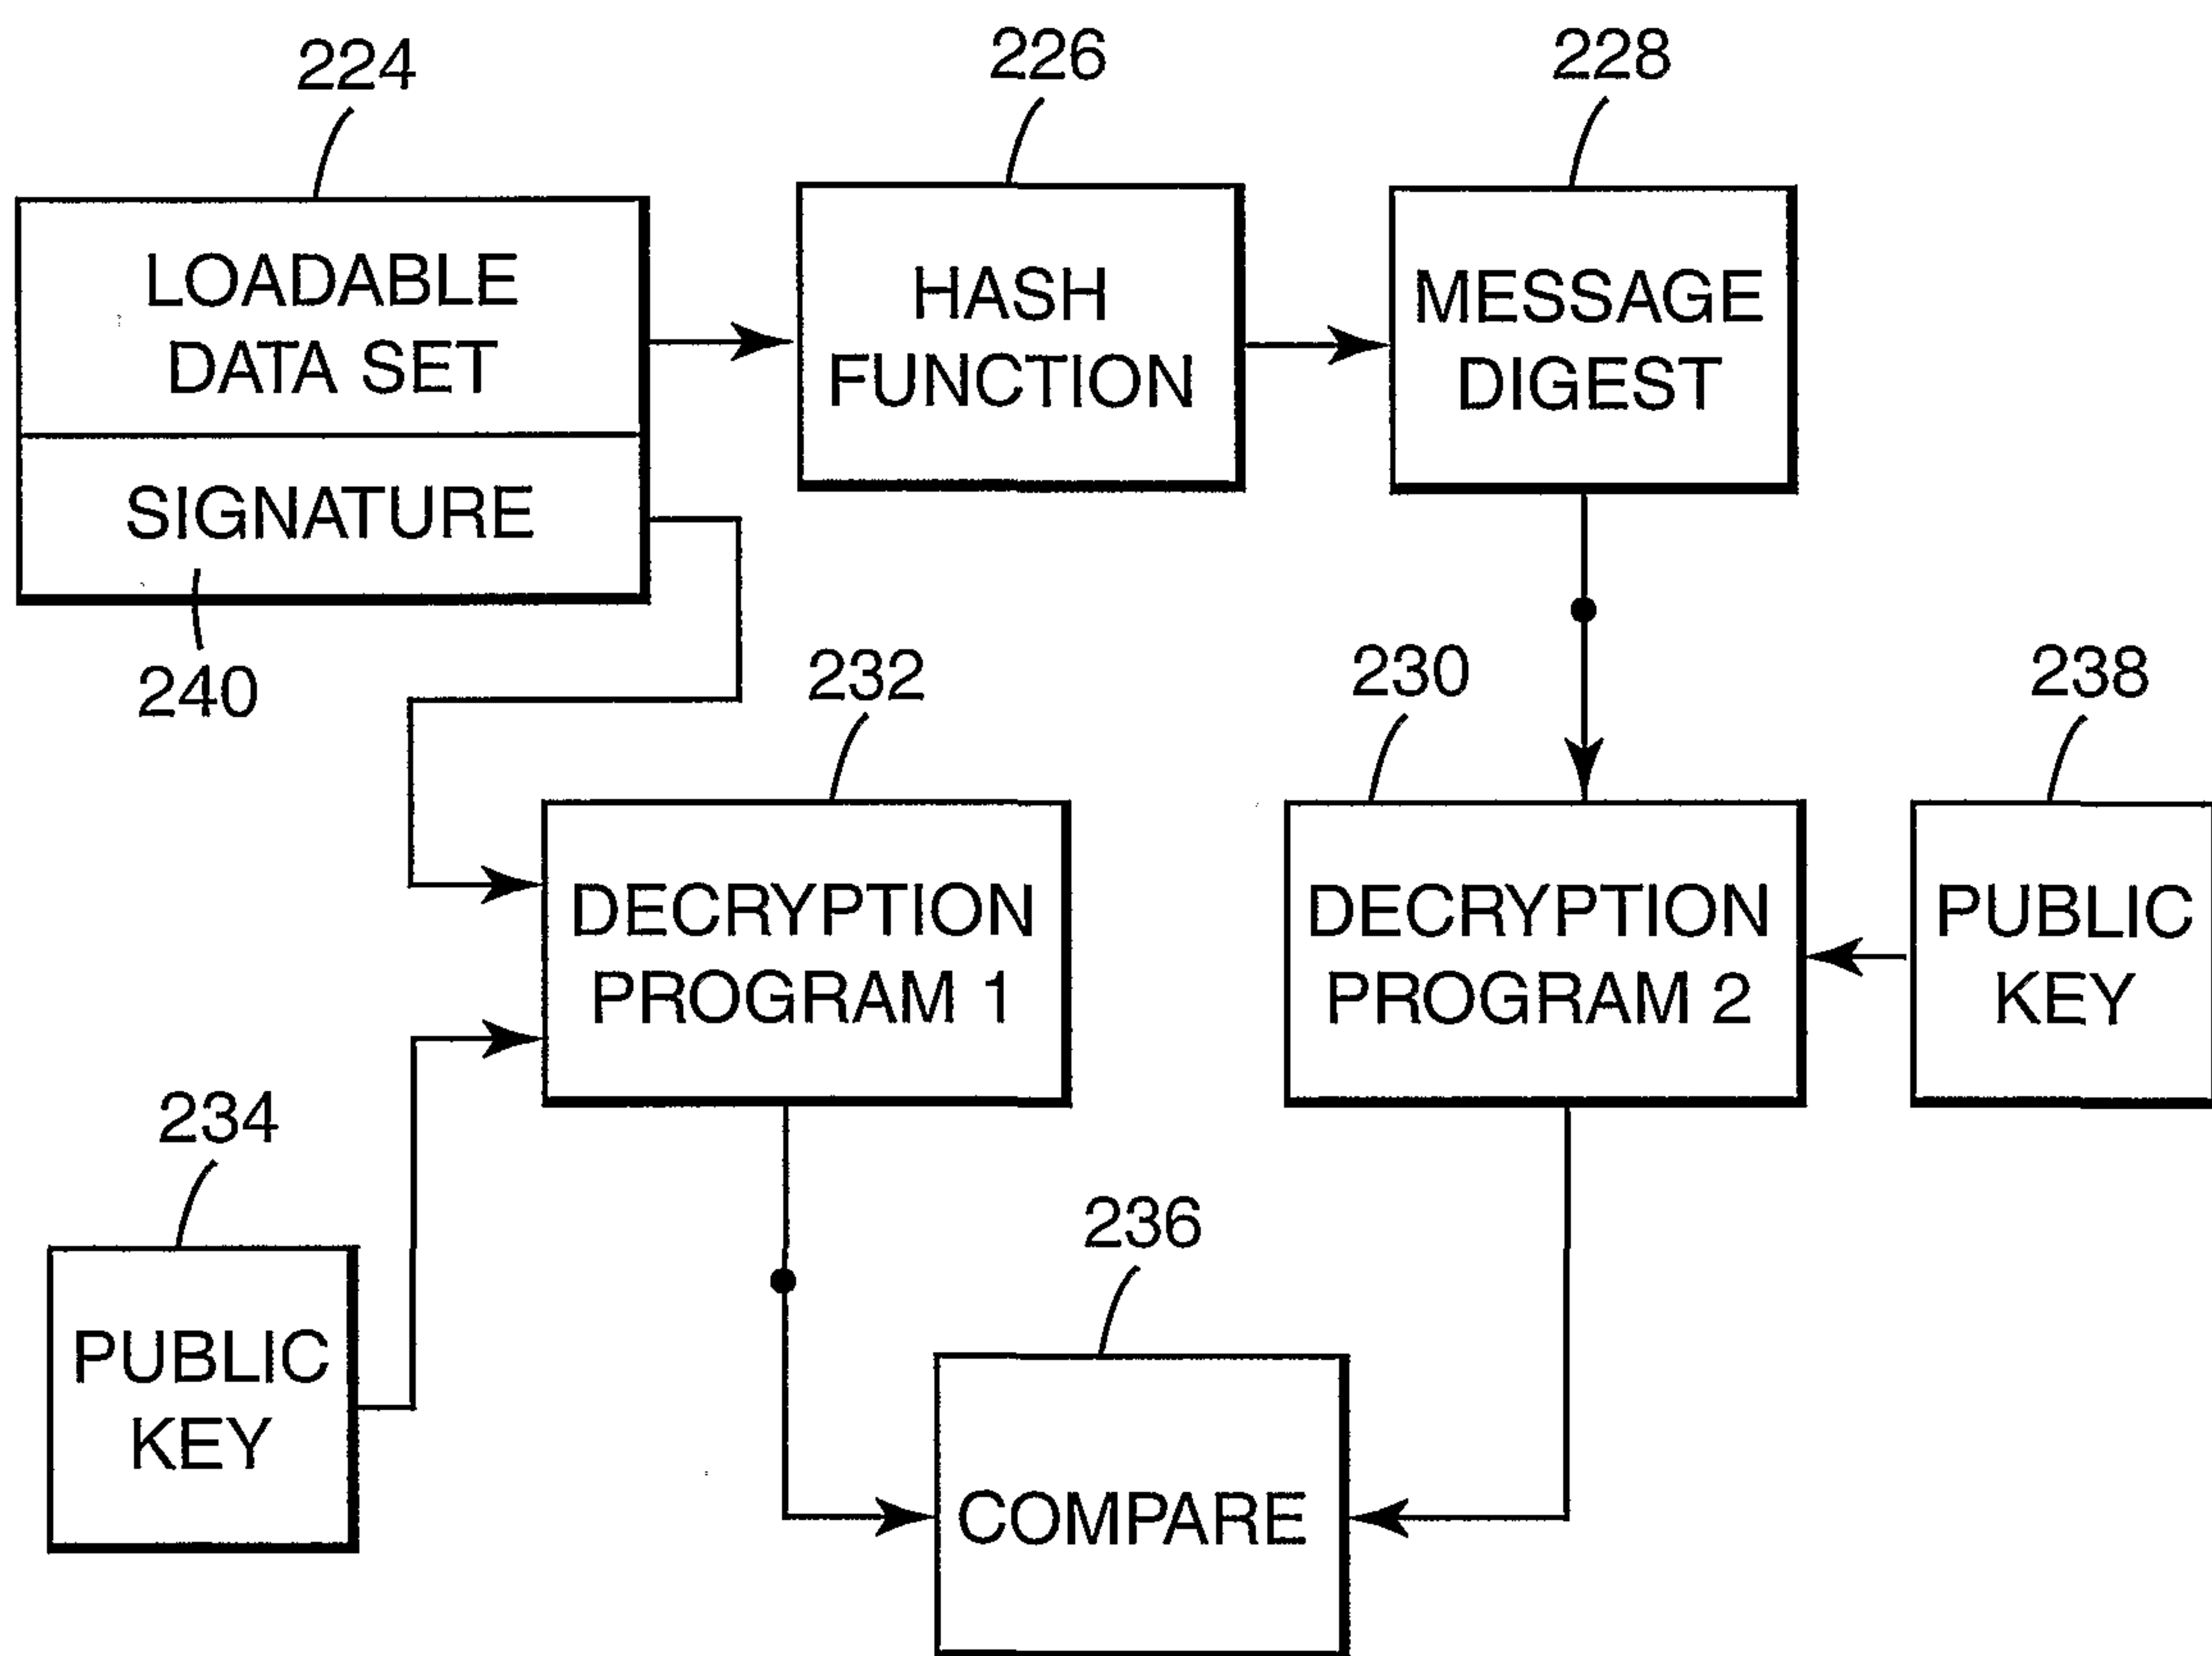 224
226
228
LOADABLE
DATA SET
HASH
FUNCTION
MESSAGE
DIGEST
SIGNATURE
240
232
230
238
DECRYPTION
PROGRAM 1
DECRYPTION
PROGRAM 2
PUBLIC
KEY
234
236
PUBLIC
KEY
COMPARE